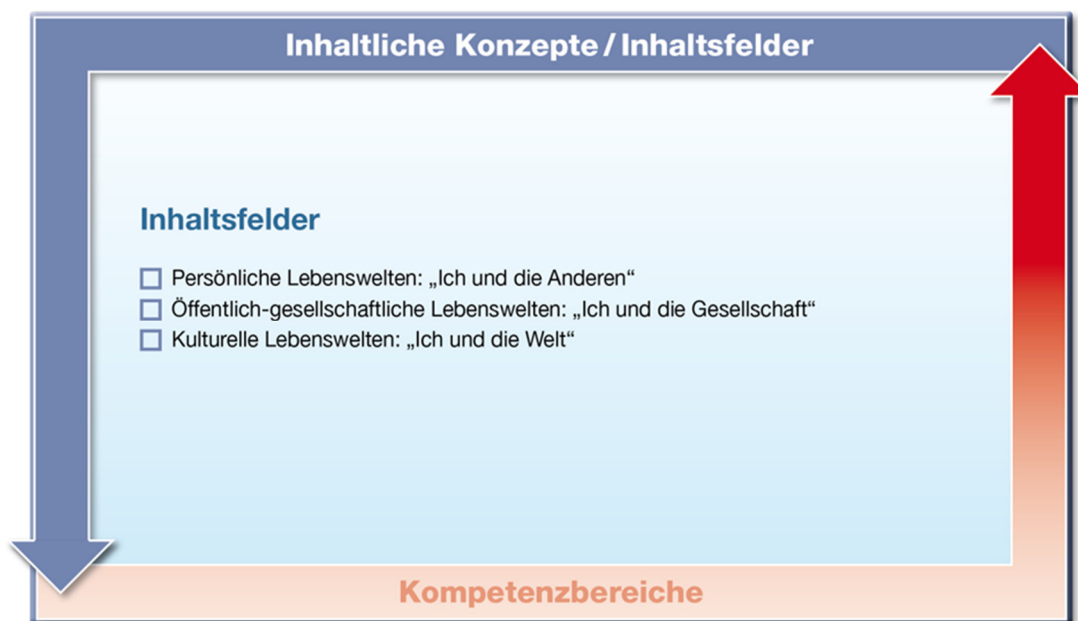 Inhaltliche Konzepte / Inhaltsfelder
Inhaltsfelder
Persönliche Lebenswelten: „Ich und die Anderen“
Öffentlich-gesellschaftliche Lebenswelten: „Ich und die Gesellschaft“
Kulturelle Lebenswelten: „Ich und die Welt“
Kompetenzbereiche